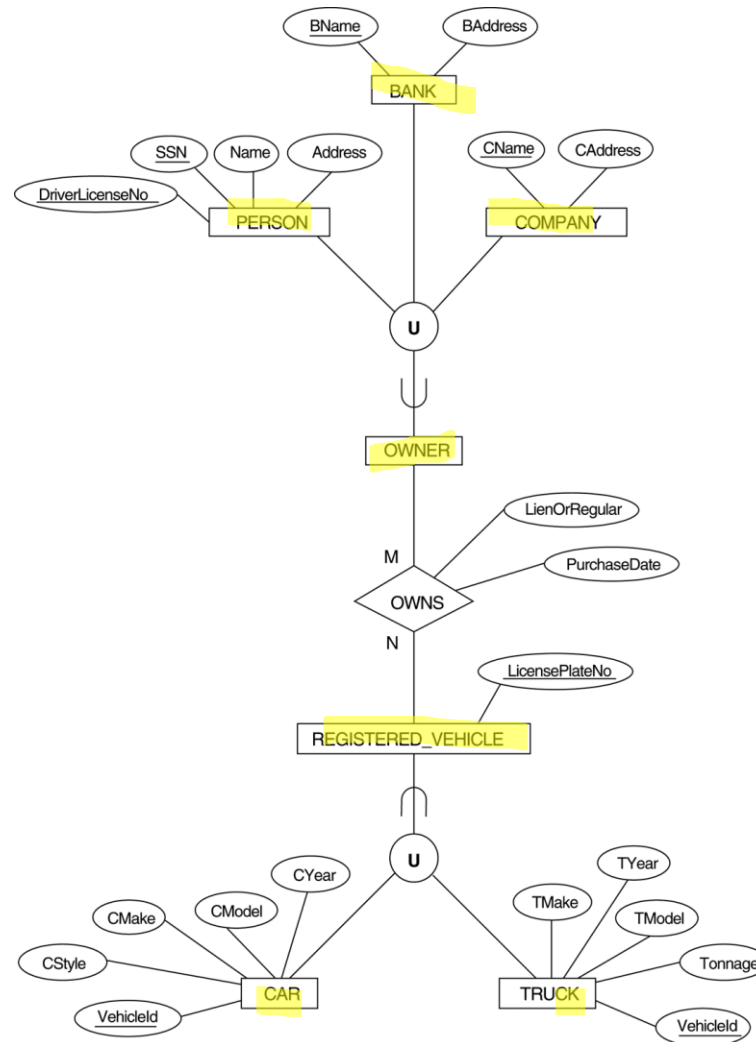 BName
BAddress
BANK
SSN
Name
Address
CName
CAddress
DriverLicenseNo
PERSON
COMPANY
U
OWNER
LienOrRegular
M
PurchaseDate
OWNS
N
LicensePlateNo
REGISTERED_VEHICLE
U
CYear
TYear
CModel
TMake
CMake
TModel
CStyle
Tonnage
CAR
TRUCK
VehicleId
VehicleId